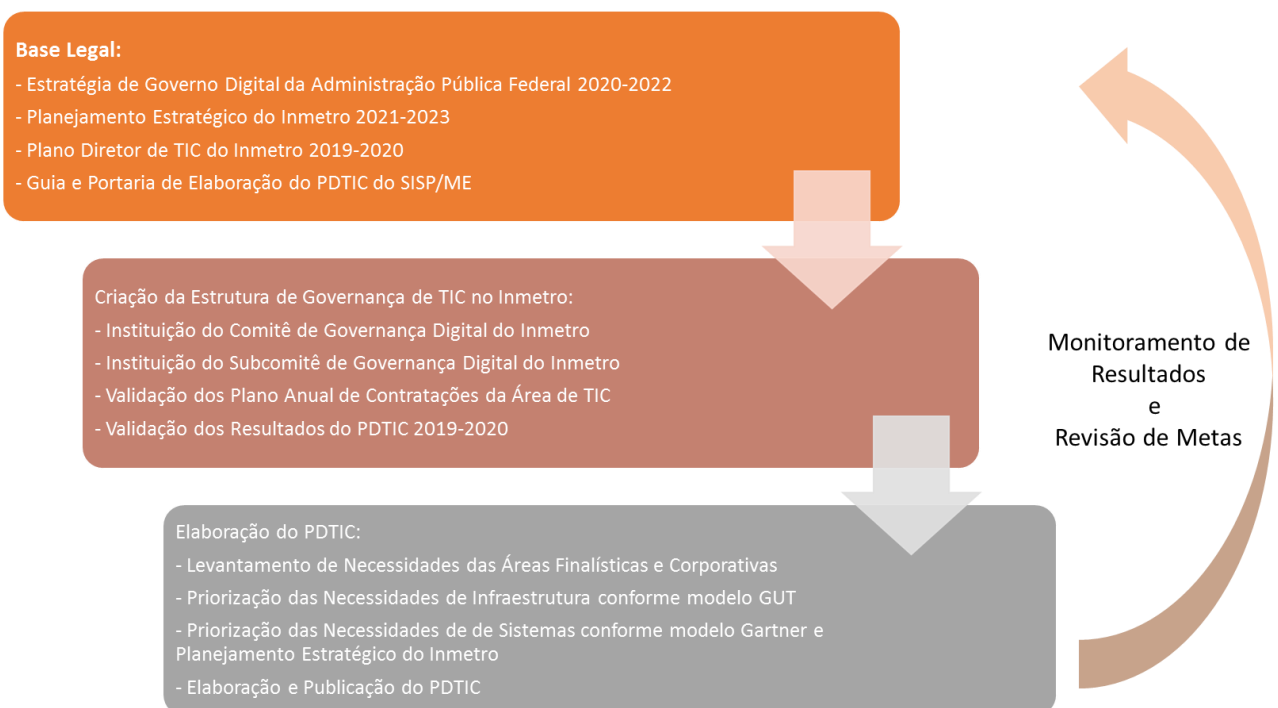 Base Legal:
- Estratégia de Governo Digital da Administração Pública Federal 2020-2022
- Planejamento Estratégico do Inmetro 2021-2023
- Plano Diretor de TIC do Inmetro 2019-2020
- Guia e Portaria de Elaboração do PDTIC do SISP/ME
Criação da Estrutura de Governança de TIC no Inmetro:
- Instituição do Comitê de Governança Digital do Inmetro
- Instituição do Subcomitê de Governança Digital do Inmetro
- Validação dos Plano Anual de Contratações da Área de TIC
- Validação dos Resultados do PDTIC 2019-2020
Elaboração do PDTIC:
- Levantamento de Necessidades das Áreas Finalísticas e Corporativas
- Priorização das Necessidades de Infraestrutura conforme modelo GUT
- Priorização das Necessidades de de Sistemas conforme modelo Gartner e
Planejamento Estratégico do Inmetro
- Elaboração e Publicação do PDTIC
Monitoramento de
Resultados
e
Revisão de Metas